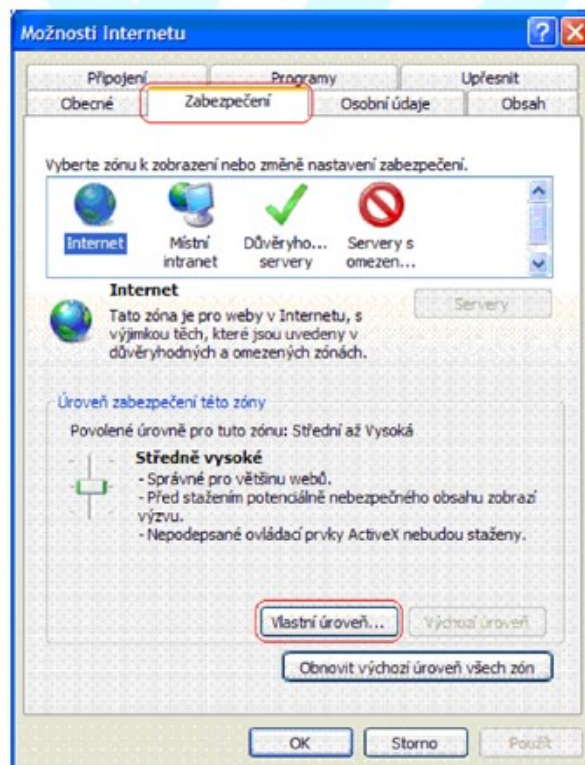 Možnosti Internetu
Připojení Programy Upřesnit
Obecné Zabezpečení Osobní údaje Obsah
Vyberte zónu k zobrazení nebo změně nastavení zabezpečení.
Internet Místní intranet Důvěryho... servery Servery s omezen...
Internet
Tato zóna je pro weby v Internetu, s
výjimkou těch, které jsou uvedeny v
důvěryhodných a omezených zónách.
Servery
Úroveň zabezpečení této zóny
Povolené úrovně pro tuto zónu: Střední až Vysoká
Středně vysoké
- Správné pro většinu webů.
- Před stažením potenciálně nebezpečného obsahu zobrazí
výzvu.
- Nepodepsané ovládací prvky ActiveX nebudou staženy.
Vlastní úroveň... Výchozí úroveň
Obnovit výchozí úroveň všech zón
OK Storno Použít